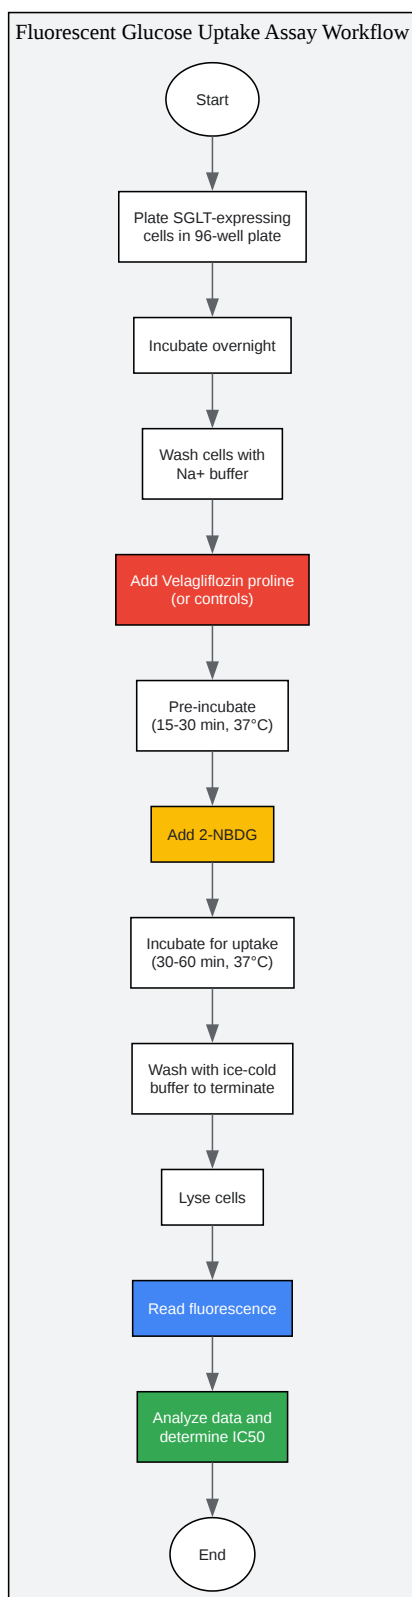 Fluorescent Glucose Uptake Assay Workflow
Start
Plate SGLT-expressing
cells in 96-well plate
Incubate overnight
Wash cells with
Na+ buffer
Add Velagliflozin proline
(or controls)
Pre-incubate
(15-30 min, 37°C)
Add 2-NBDG
Incubate for uptake
(30-60 min, 37°C)
Wash with ice-cold
buffer to terminate
Lyse cells
Read fluorescence
Analyze data and
determine IC50
End